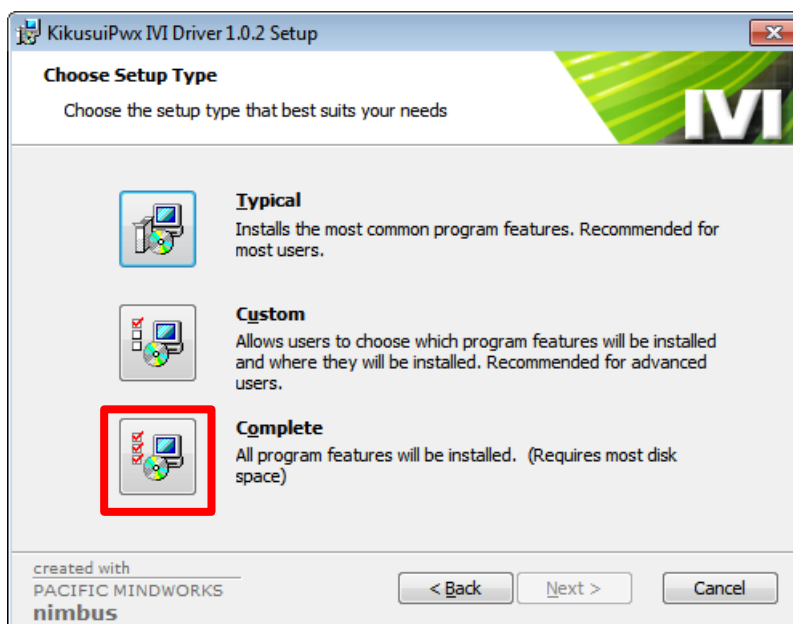 KikusuiPwx IVI Driver 1.0.2 Setup
Choose Setup Type
Choose the setup type that best suits your needs
IVI
Typical
Installs the most common program features. Recommended for
most users.
Custom
Allows users to choose which program features will be installed
and where they will be installed. Recommended for advanced
users.
Complete
All program features will be installed.  (Requires most disk
space)
created with
PACIFIC MINDWORKS
nimbus
< Back
Next >
Cancel